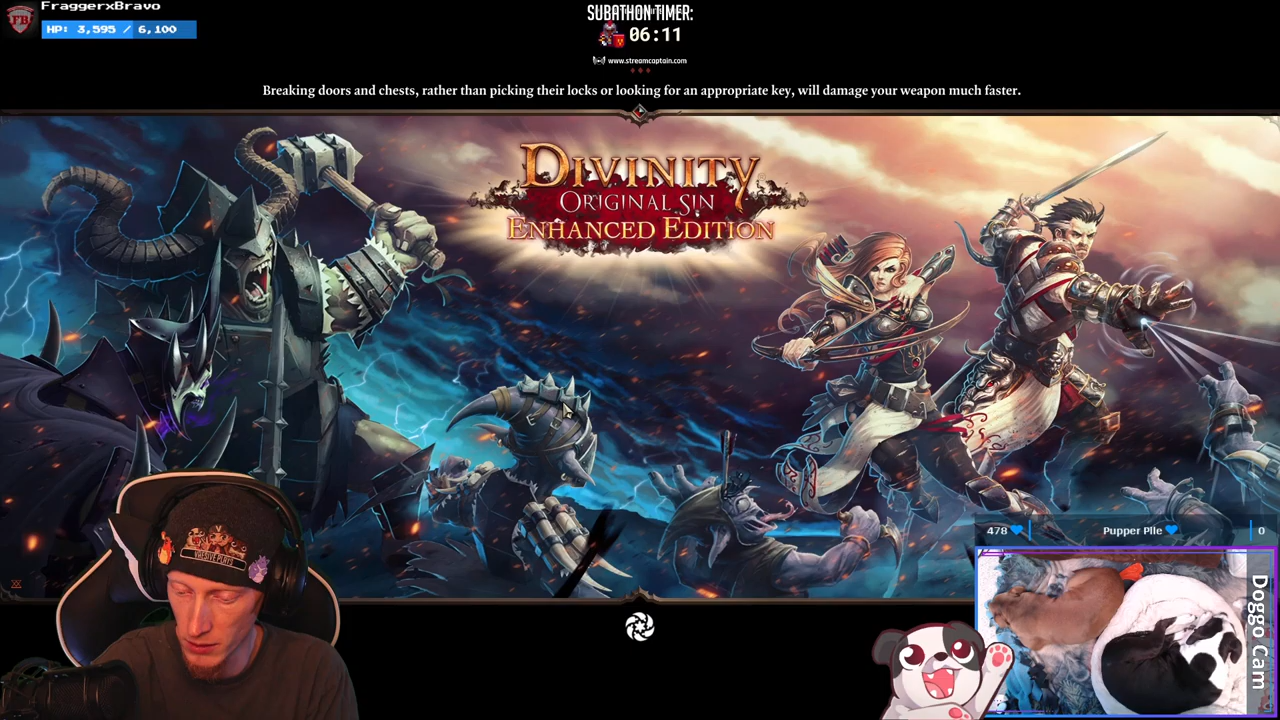 FraggerxBravo
HP: 3,595 / 6,100
FB
SUBATHON TIMER:
06:11
www.streamcaptain.com
Breaking doors and chests, rather than picking their locks or looking for an appropriate key, will damage your weapon much faster.
DIVINITY
ORIGINAL SIN
ENHANCED EDITION
478
Pupper Pile
0
Doggo Cam